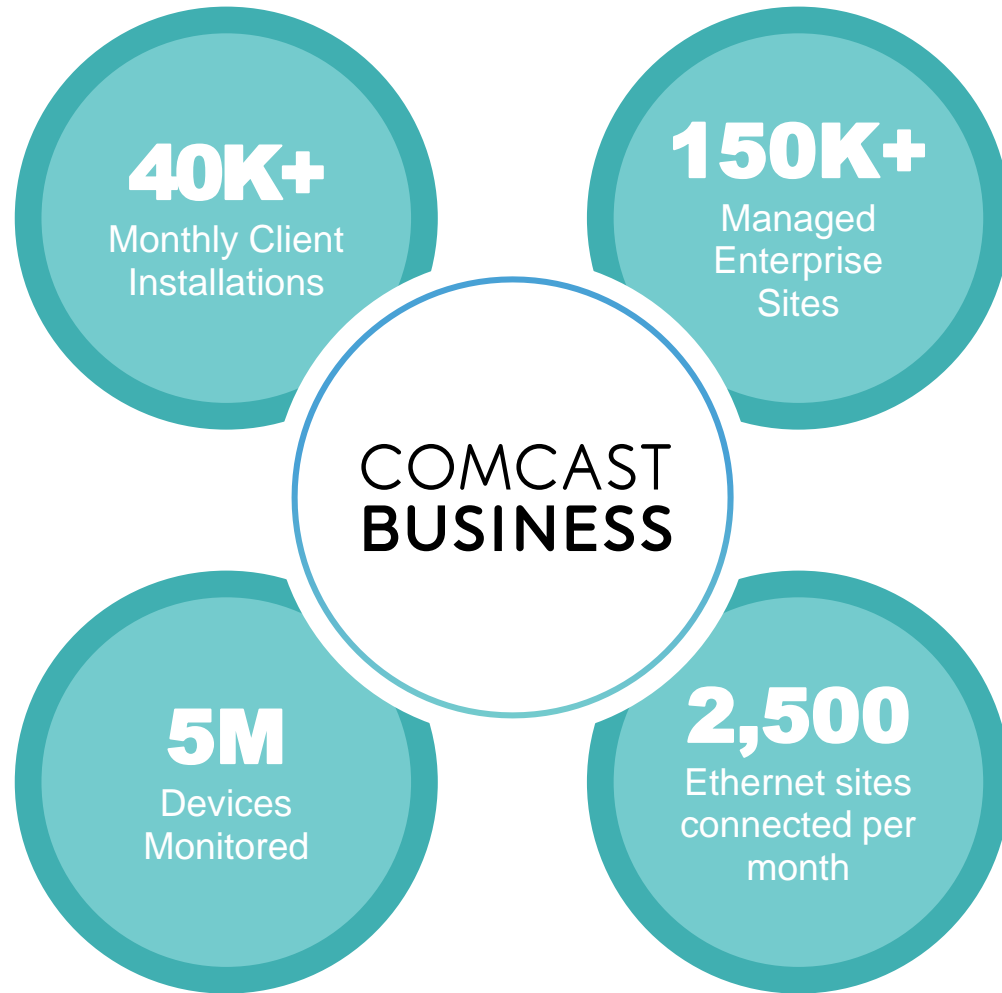 40K+
Monthly Client
Installations
150K+
Managed
Enterprise
Sites
COMCAST
BUSINESS
5M
Devices
Monitored
2,500
Ethernet sites
connected per
month